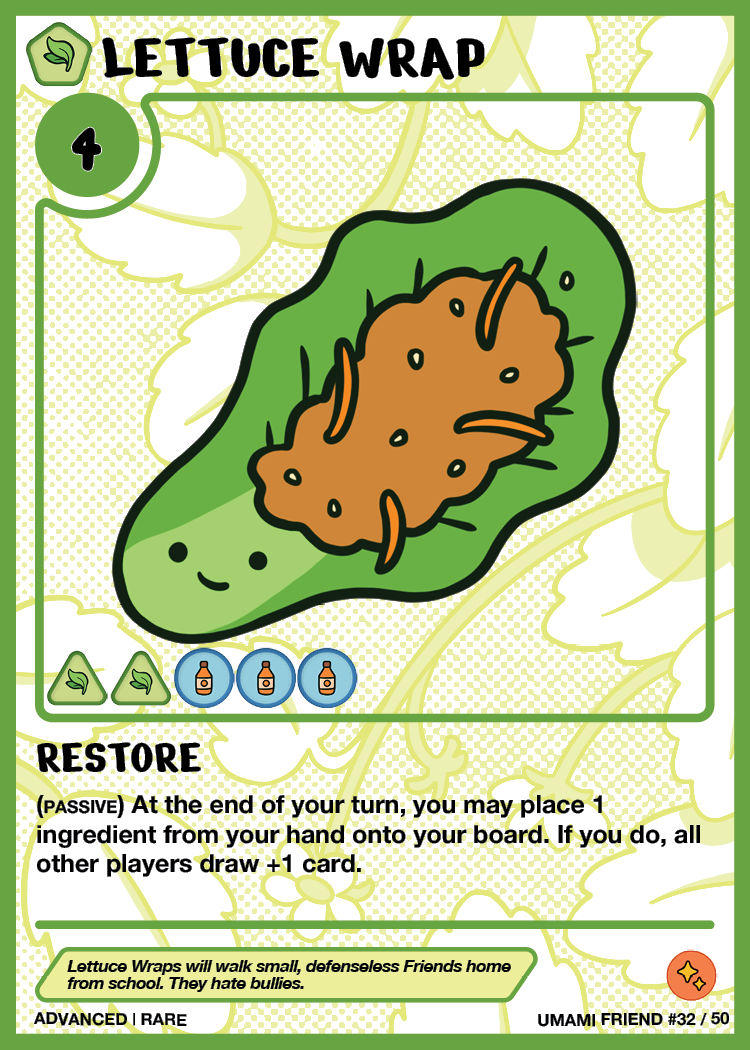 LETTUCE WRAP
4
RESTORE
(PASSIVE) At the end of your turn, you may place 1
ingredient from your hand onto your board. If you do, all
other players draw +1 card.
Lettuce Wraps will walk small, defenseless Friends home
from school. They hate bullies.
ADVANCED | RARE
UMAMI FRIEND #32 / 50